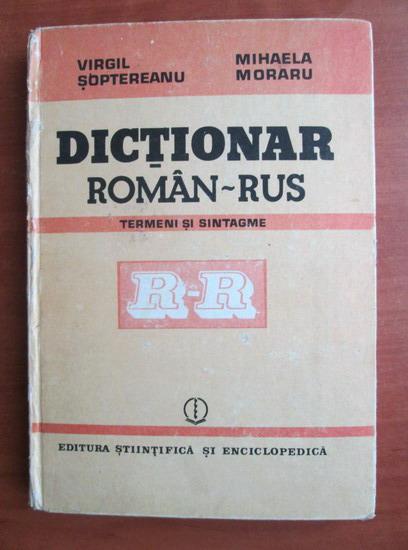 VIRGIL
ȘOPTEREANU
MIHAELA
MORARU
DICȚIONAR
ROMÂN~RUS
TERMENI ȘI SINTAGME
R-R
EDITURA ȘTIINȚIFICĂ ȘI ENCICLOPEDICĂ